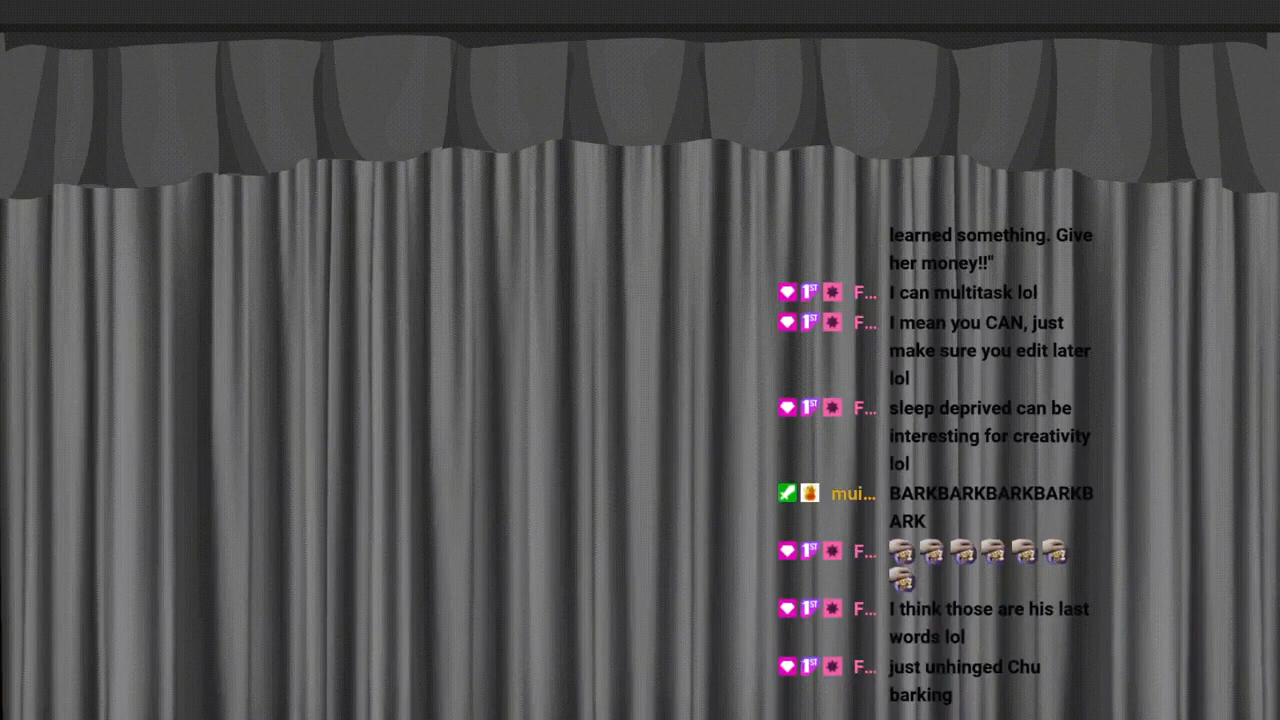 learned something. Give
her money!!"
F... I can multitask lol
F... I mean you CAN, just
make sure you edit later
lol
F... sleep deprived can be
interesting for creativity
lol
mui... BARKBARKBARKBARKB
ARK
F...
F... I think those are his last
words lol
F... just unhinged Chu
barking